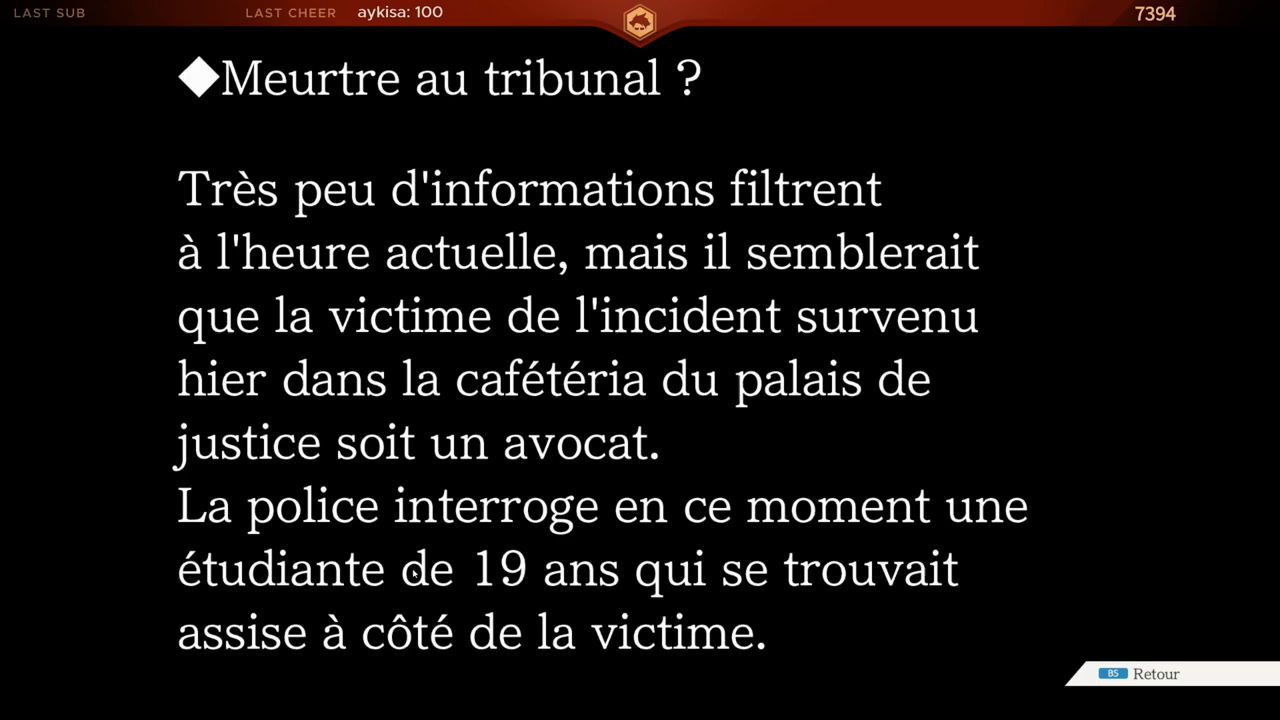 LAST SUB
LAST CHEER aykisa: 100
7394
◆Meurtre au tribunal ?
Très peu d'informations filtrent
à l'heure actuelle, mais il semblerait
que la victime de l'incident survenu
hier dans la cafétéria du palais de
justice soit un avocat.
La police interroge en ce moment une
étudiante de 19 ans qui se trouvait
assise à côté de la victime.
BS Retour